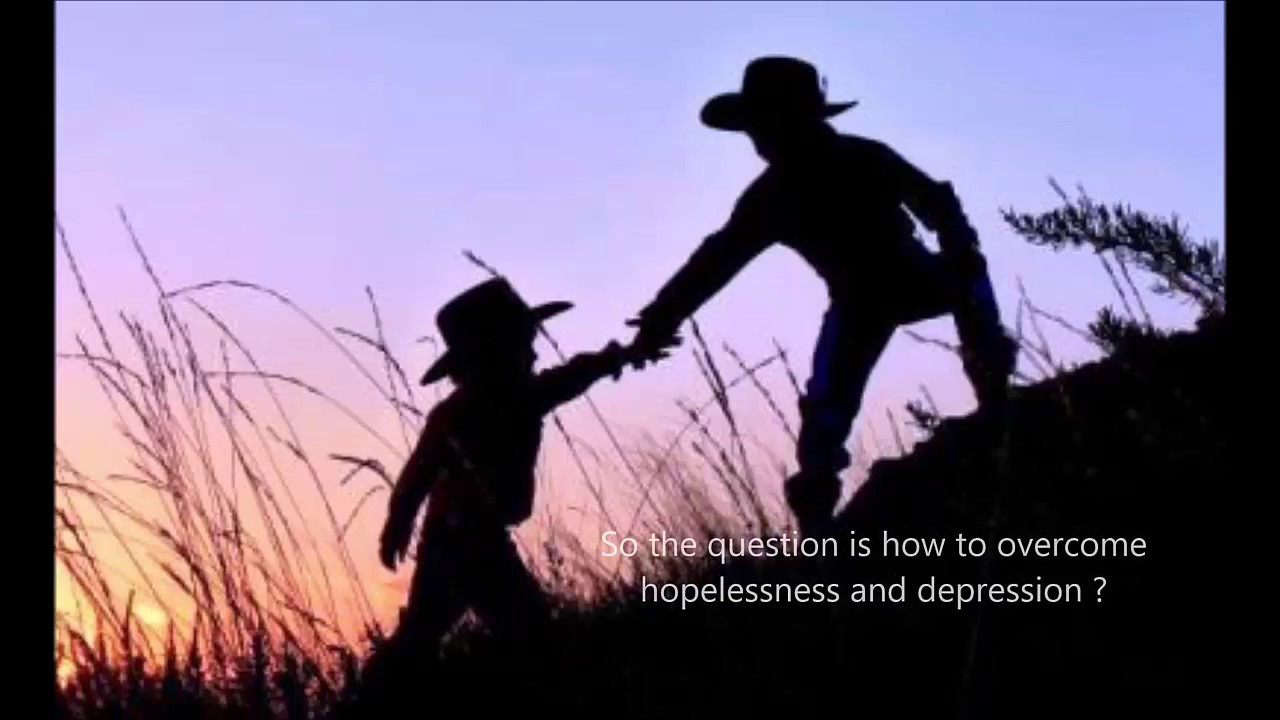 So the question is how to overcome
hopelessness and depression ?